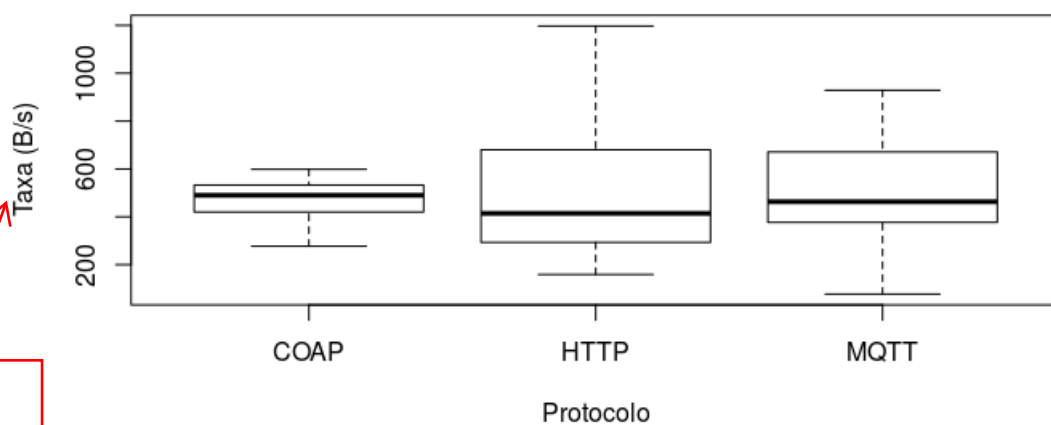 Taxa (B/s)
1000
600
200
COAP HTTP MQTT
Protocolo